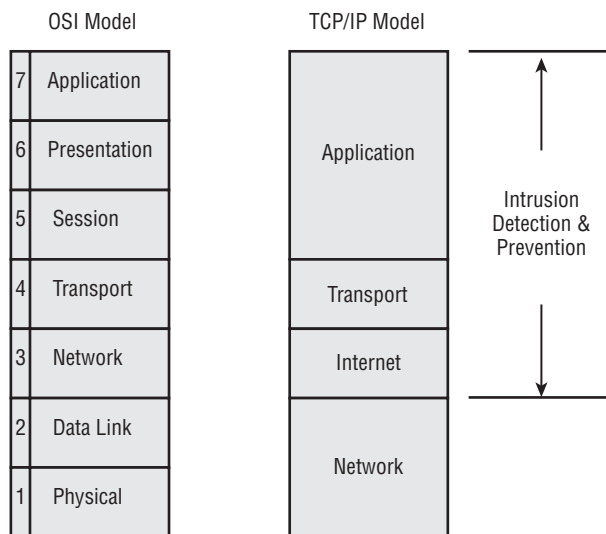 OSI Model
7 Application
6 Presentation
5 Session
4 Transport
3 Network
2 Data Link
1 Physical
TCP/IP Model
Application
Transport
Internet
Network
Intrusion
Detection &
Prevention